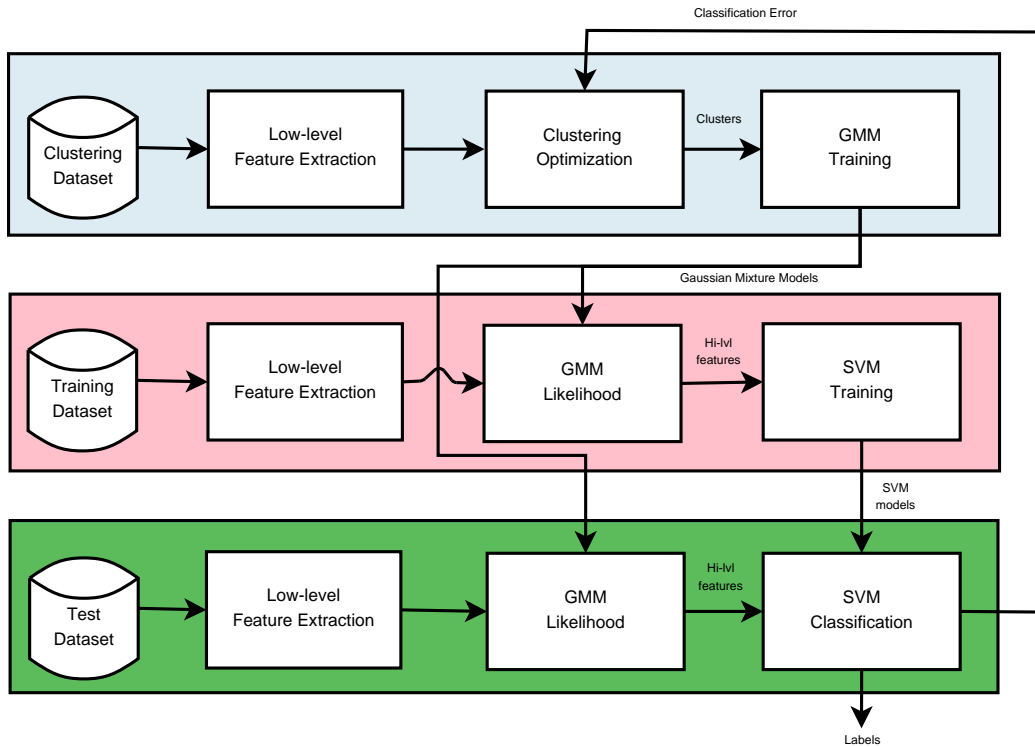 Classification Error
Clustering
Dataset
Low-level
Feature Extraction
Clustering
Optimization
Clusters
GMM
Training
Gaussian Mixture Models
Training
Dataset
Low-level
Feature Extraction
GMM
Likelihood
Hi-lvl
features
SVM
Training
SVM
models
Test
Dataset
Low-level
Feature Extraction
GMM
Likelihood
Hi-lvl
features
SVM
Classification
Labels